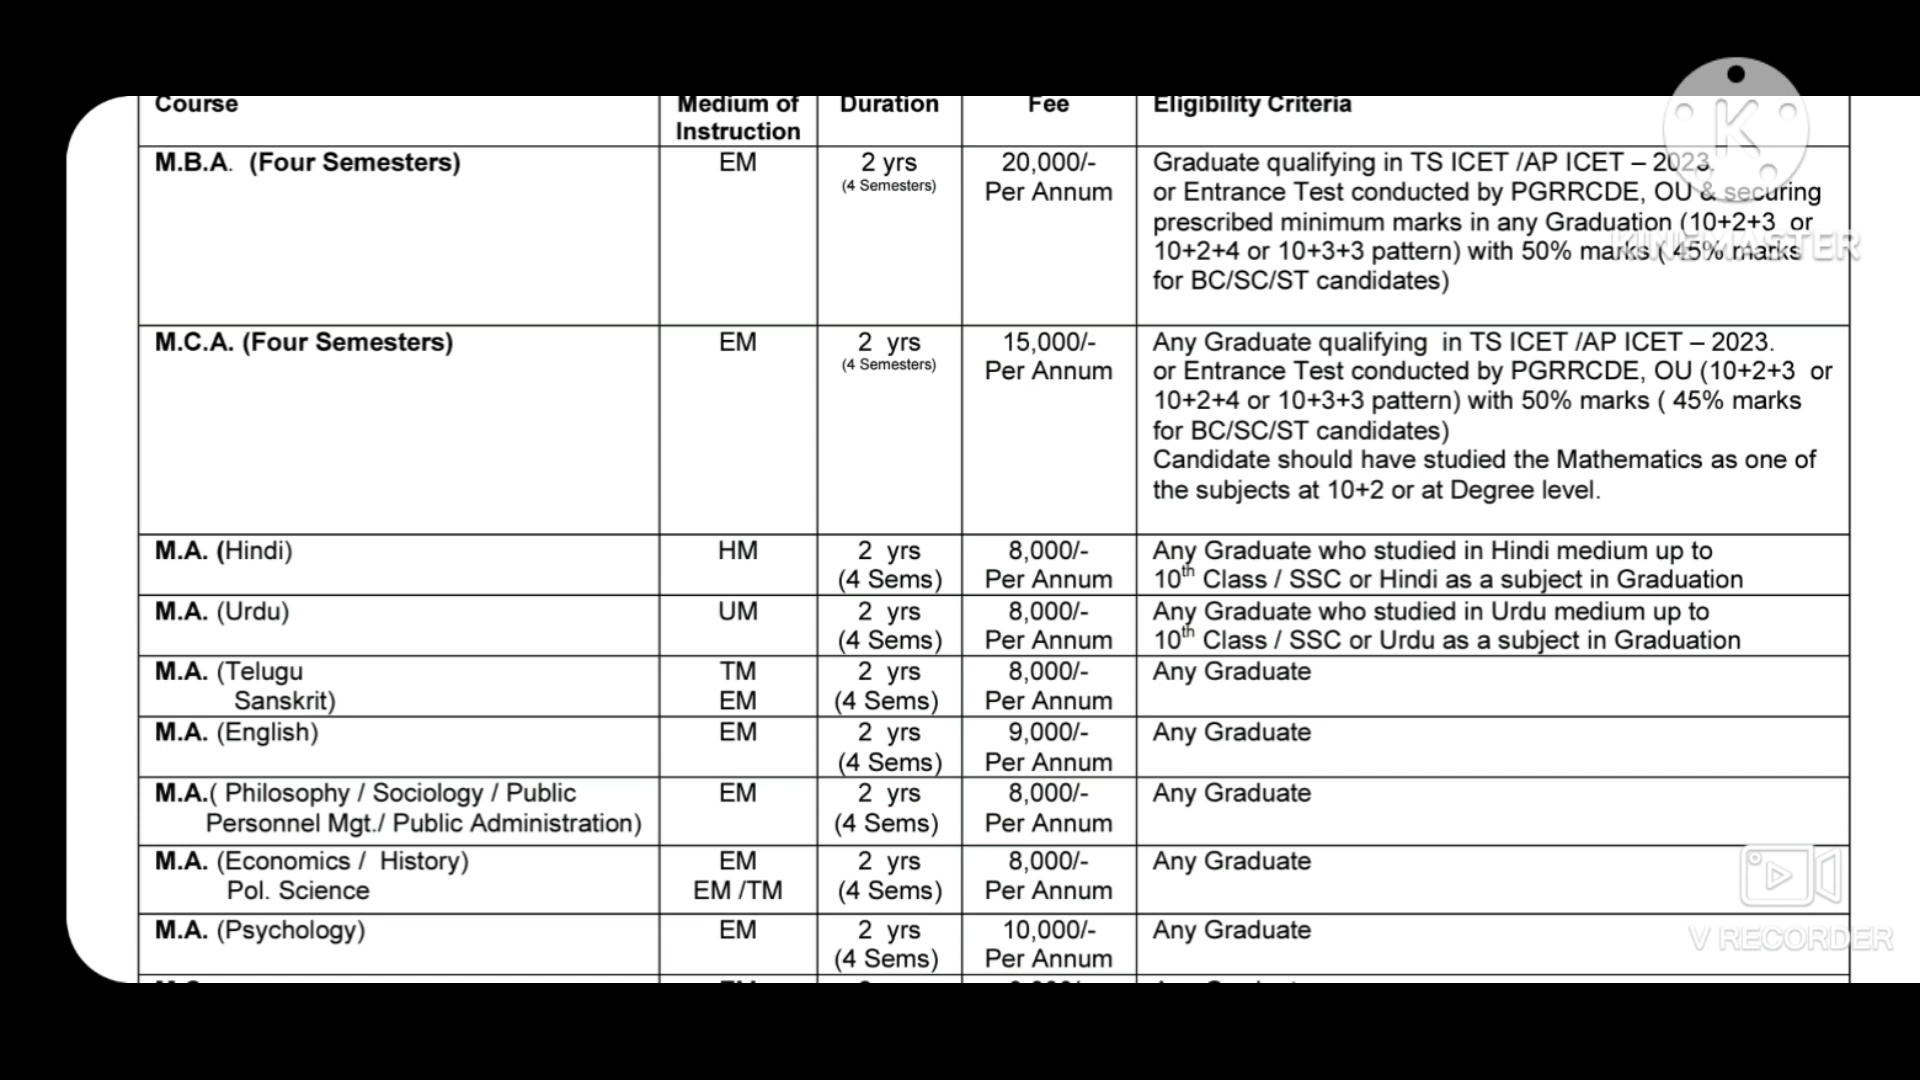 Course Medium of Duration Fee Eligibility Criteria
Instruction
M.B.A. (Four Semesters) EM 2 yrs 20,000/- Graduate qualifying in TS ICET /AP ICET – 2023.
(4 Semesters) Per Annum or Entrance Test conducted by PGRRCDE, OU & securing
prescribed minimum marks in any Graduation (10+2+3 or
10+2+4 or 10+3+3 pattern) with 50% marks ( 45% marks
for BC/SC/ST candidates)
M.C.A. (Four Semesters) EM 2 yrs 15,000/- Any Graduate qualifying in TS ICET /AP ICET – 2023.
(4 Semesters) Per Annum or Entrance Test conducted by PGRRCDE, OU (10+2+3 or
10+2+4 or 10+3+3 pattern) with 50% marks ( 45% marks
for BC/SC/ST candidates)
Candidate should have studied the Mathematics as one of
the subjects at 10+2 or at Degree level.
M.A. (Hindi) HM 2 yrs 8,000/- Any Graduate who studied in Hindi medium up to
(4 Sems) Per Annum 10th Class / SSC or Hindi as a subject in Graduation
M.A. (Urdu) UM 2 yrs 8,000/- Any Graduate who studied in Urdu medium up to
(4 Sems) Per Annum 10th Class / SSC or Urdu as a subject in Graduation
M.A. (Telugu TM 2 yrs 8,000/- Any Graduate
Sanskrit) EM (4 Sems) Per Annum
M.A. (English) EM 2 yrs 9,000/- Any Graduate
(4 Sems) Per Annum
M.A.( Philosophy / Sociology / Public EM 2 yrs 8,000/- Any Graduate
Personnel Mgt./ Public Administration) (4 Sems) Per Annum
M.A. (Economics / History) EM 2 yrs 8,000/- Any Graduate
Pol. Science EM /TM (4 Sems) Per Annum
M.A. (Psychology) EM 2 yrs 10,000/- Any Graduate
(4 Sems) Per Annum
K
KINEMASTER
V RECORDER